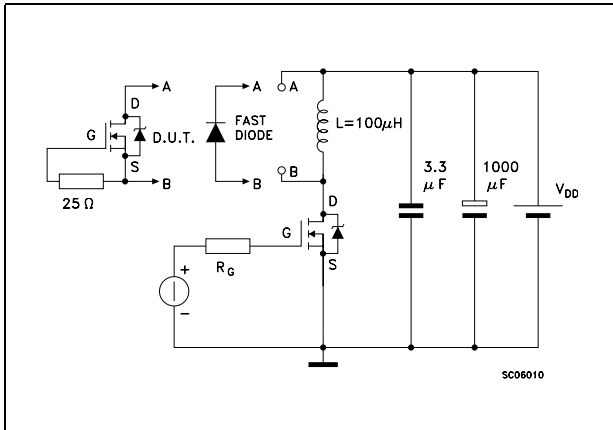 A
A
A
D
G
D.U.T.
S
B
25 Ω
FAST
DIODE
B
L=100μH
B
D
G
S
R_G
+
−
3.3
μF
1000
μF
V_DD
SC06010